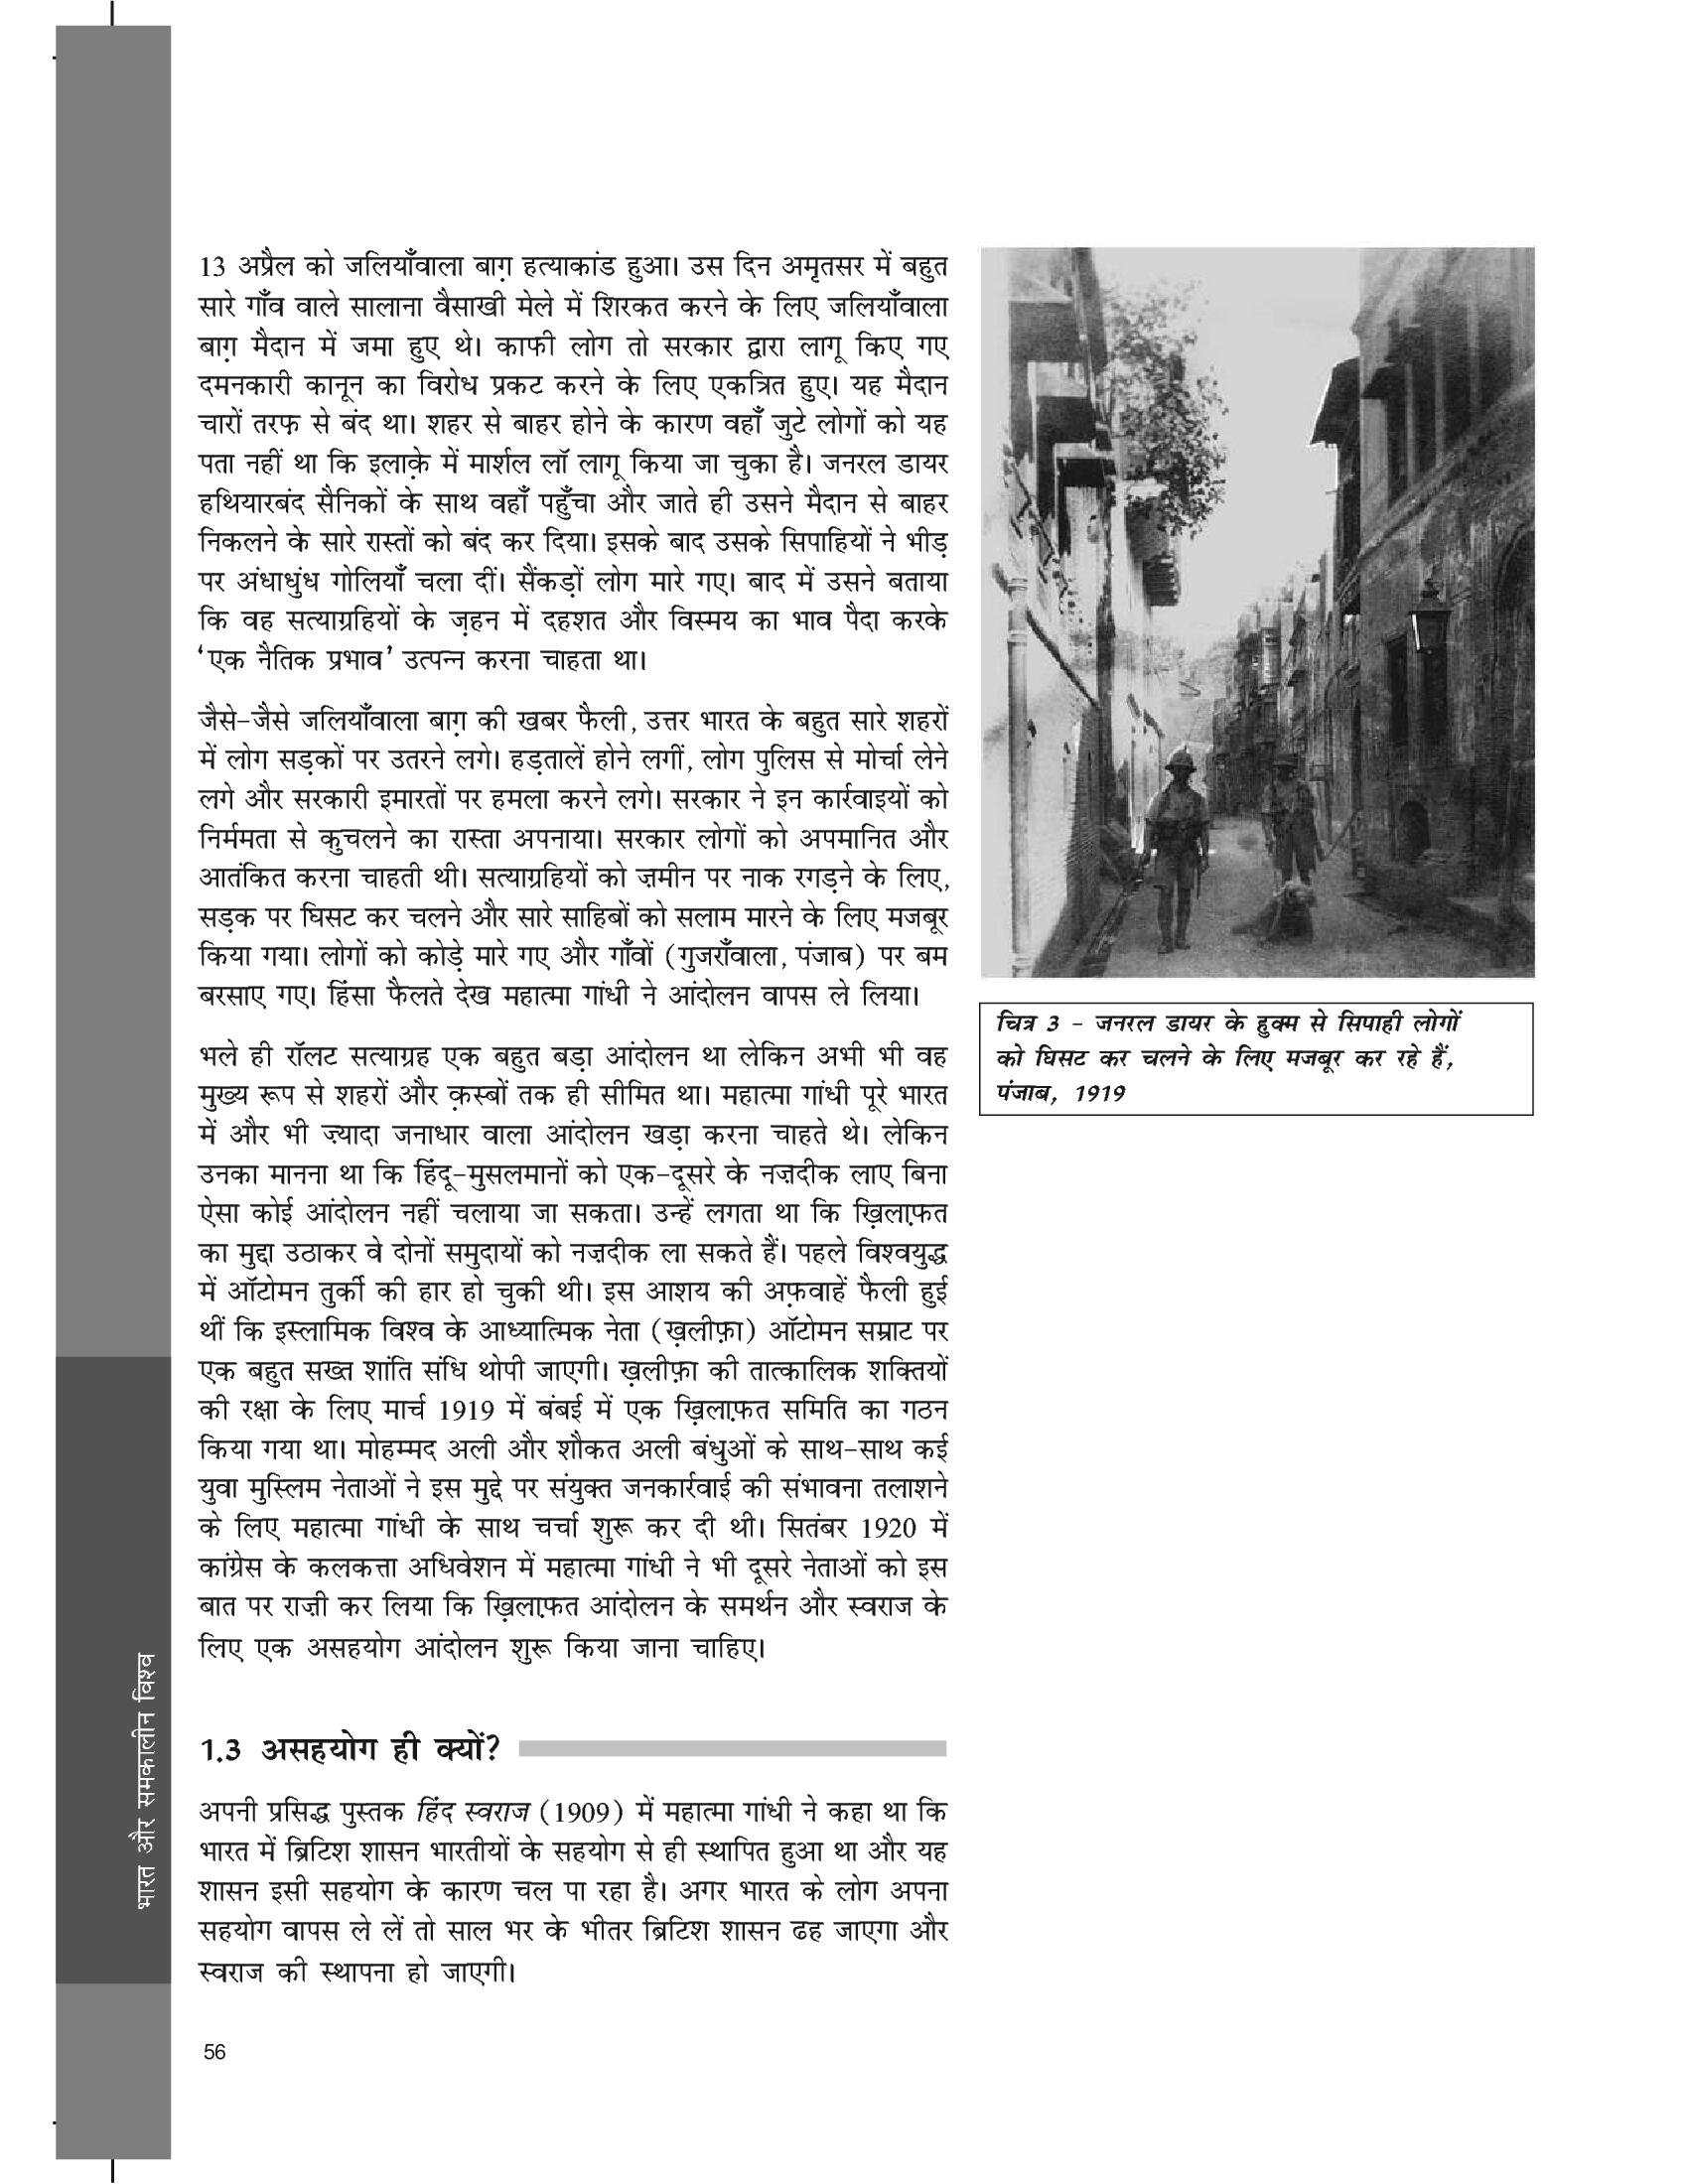 13 अप्रैल को जलियाँवाला बाग़ हत्याकांड हुआ। उस दिन अमृतसर में बहुत
सारे गाँव वाले सालाना वैसाखी मेले में शिरकत करने के लिए जलियाँवाला
बाग़ मैदान में जमा हुए थे। काफी लोग तो सरकार द्वारा लागू किए गए
दमनकारी कानून का विरोध प्रकट करने के लिए एकत्रित हुए। यह मैदान
चारों तरफ़ से बंद था। शहर से बाहर होने के कारण वहाँ जुटे लोगों को यह
पता नहीं था कि इलाक़े में मार्शल लॉ लागू किया जा चुका है। जनरल डायर
हथियारबंद सैनिकों के साथ वहाँ पहुँचा और जाते ही उसने मैदान से बाहर
निकलने के सारे रास्तों को बंद कर दिया। इसके बाद उसके सिपाहियों ने भीड़
पर अंधाधुंध गोलियाँ चला दीं। सैंकड़ों लोग मारे गए। बाद में उसने बताया
कि वह सत्याग्रहियों के ज़हन में दहशत और विस्मय का भाव पैदा करके
‘एक नैतिक प्रभाव’ उत्पन्न करना चाहता था।
जैसे-जैसे जलियाँवाला बाग़ की खबर फैली, उत्तर भारत के बहुत सारे शहरों
में लोग सड़कों पर उतरने लगे। हड़तालें होने लगीं, लोग पुलिस से मोर्चा लेने
लगे और सरकारी इमारतों पर हमला करने लगे। सरकार ने इन कार्रवाइयों को
निर्ममता से कुचलने का रास्ता अपनाया। सरकार लोगों को अपमानित और
आतंकित करना चाहती थी। सत्याग्रहियों को ज़मीन पर नाक रगड़ने के लिए,
सड़क पर घिसट कर चलने और सारे साहिबों को सलाम मारने के लिए मजबूर
किया गया। लोगों को कोड़े मारे गए और गाँवों (गुजराँवाला, पंजाब) पर बम
बरसाए गए। हिंसा फैलते देख महात्मा गांधी ने आंदोलन वापस ले लिया।
भले ही रॉलट सत्याग्रह एक बहुत बड़ा आंदोलन था लेकिन अभी भी वह
मुख्य रूप से शहरों और क़स्बों तक ही सीमित था। महात्मा गांधी पूरे भारत
में और भी ज़्यादा जनाधार वाला आंदोलन खड़ा करना चाहते थे। लेकिन
उनका मानना था कि हिंदू-मुसलमानों को एक-दूसरे के नज़दीक लाए बिना
ऐसा कोई आंदोलन नहीं चलाया जा सकता। उन्हें लगता था कि ख़िलाफ़त
का मुद्दा उठाकर वे दोनों समुदायों को नज़दीक ला सकते हैं। पहले विश्वयुद्ध
में ऑटोमन तुर्की की हार हो चुकी थी। इस आशय की अफ़वाहें फैली हुई
थीं कि इस्लामिक विश्व के आध्यात्मिक नेता (ख़लीफ़ा) ऑटोमन सम्राट पर
एक बहुत सख्त शांति संधि थोपी जाएगी। ख़लीफ़ा की तात्कालिक शक्तियों
की रक्षा के लिए मार्च 1919 में बंबई में एक ख़िलाफ़त समिति का गठन
किया गया था। मोहम्मद अली और शौकत अली बंधुओं के साथ-साथ कई
युवा मुस्लिम नेताओं ने इस मुद्दे पर संयुक्त जनकार्रवाई की संभावना तलाशने
के लिए महात्मा गांधी के साथ चर्चा शुरू कर दी थी। सितंबर 1920 में
कांग्रेस के कलकत्ता अधिवेशन में महात्मा गांधी ने भी दूसरे नेताओं को इस
बात पर राज़ी कर लिया कि ख़िलाफ़त आंदोलन के समर्थन और स्वराज के
लिए एक असहयोग आंदोलन शुरू किया जाना चाहिए।
1.3 असहयोग ही क्यों?
अपनी प्रसिद्ध पुस्तक हिंद स्वराज (1909) में महात्मा गांधी ने कहा था कि
भारत में ब्रिटिश शासन भारतीयों के सहयोग से ही स्थापित हुआ था और यह
शासन इसी सहयोग के कारण चल पा रहा है। अगर भारत के लोग अपना
सहयोग वापस ले लें तो साल भर के भीतर ब्रिटिश शासन ढह जाएगा और
स्वराज की स्थापना हो जाएगी।
चित्र 3 - जनरल डायर के हुक्म से सिपाही लोगों
को घिसट कर चलने के लिए मजबूर कर रहे हैं,
पंजाब, 1919
भारत और समकालीन विश्व
56